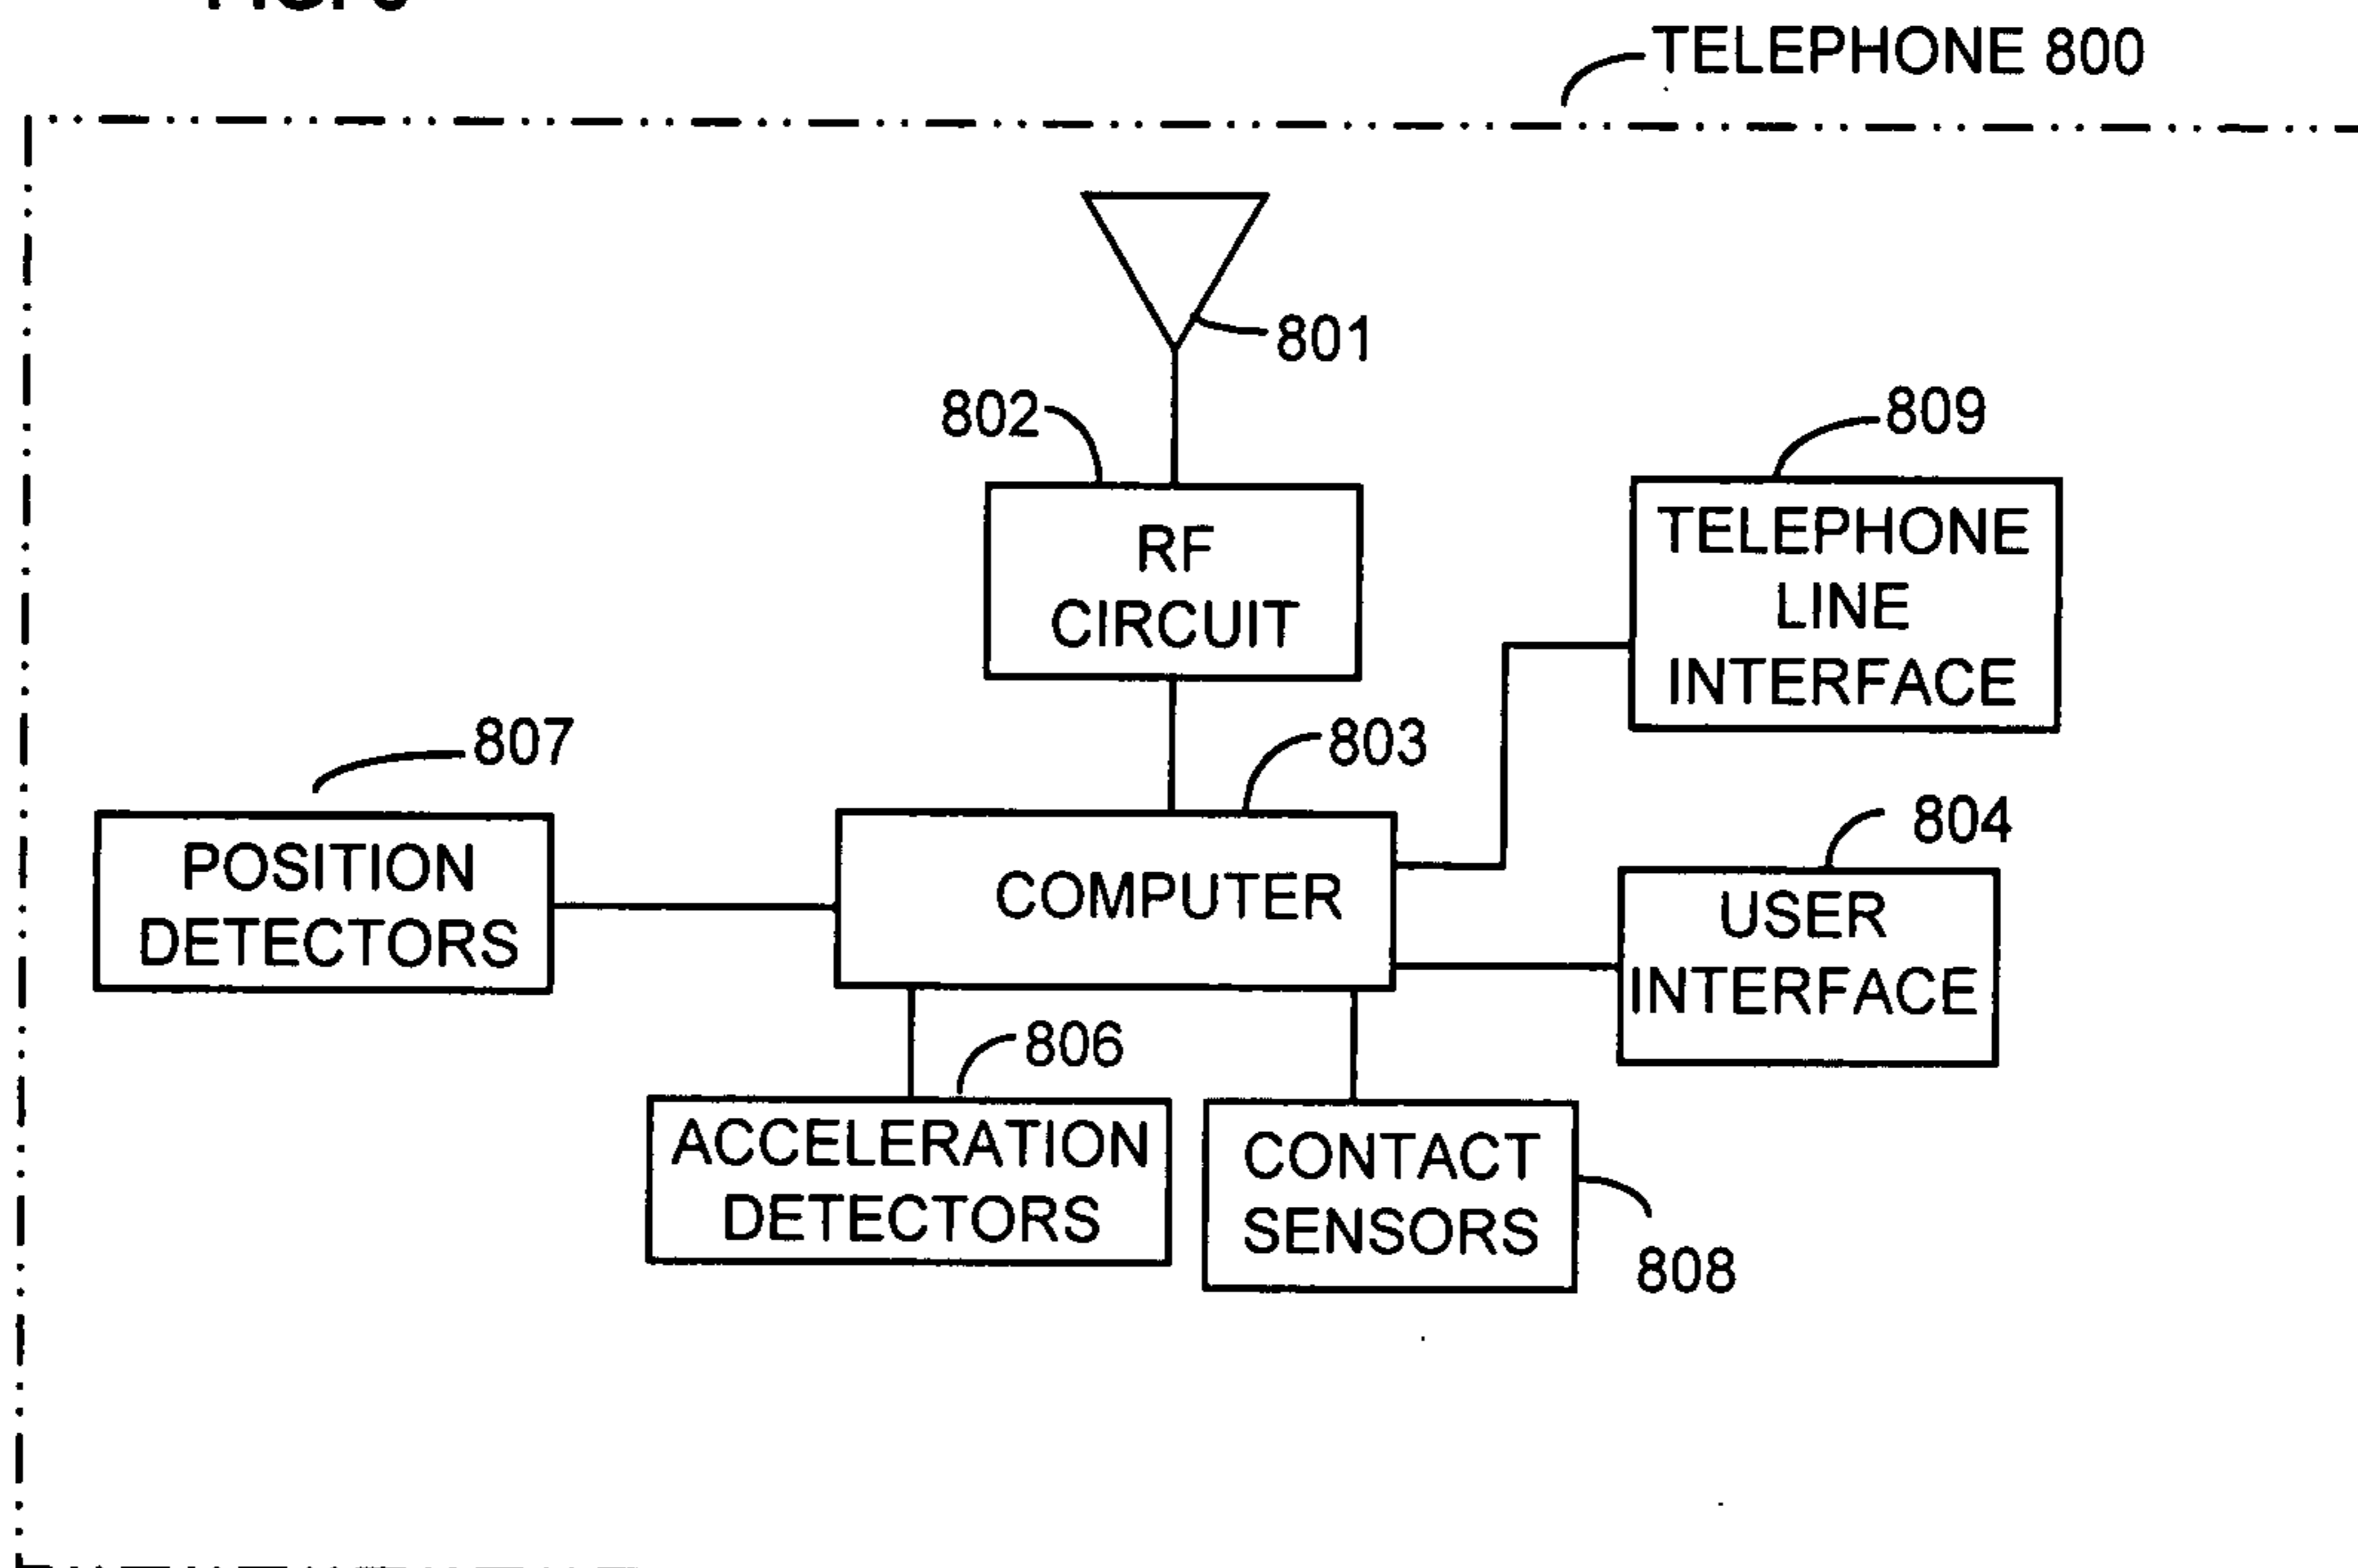 TELEPHONE 800
801
802
809
RF
CIRCUIT
TELEPHONE
LINE
INTERFACE
807
803
804
POSITION
DETECTORS
COMPUTER
USER
INTERFACE
806
ACCELERATION
DETECTORS
CONTACT
SENSORS
808